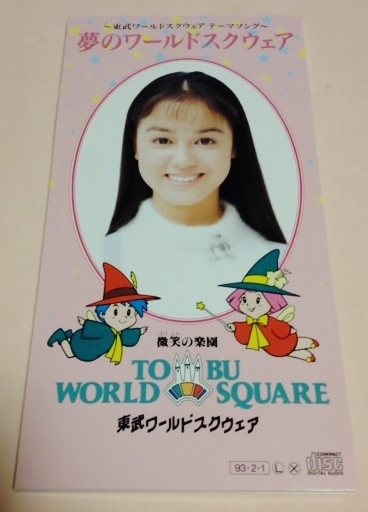 ～東武ワールドスクウェア テーマソング～
夢のワールドスクウェア
微笑の楽園
TOBU
WORLD SQUARE
東武ワールドスクウェア
93・2・1 L X
COMPACT
disc
DIGITAL AUDIO